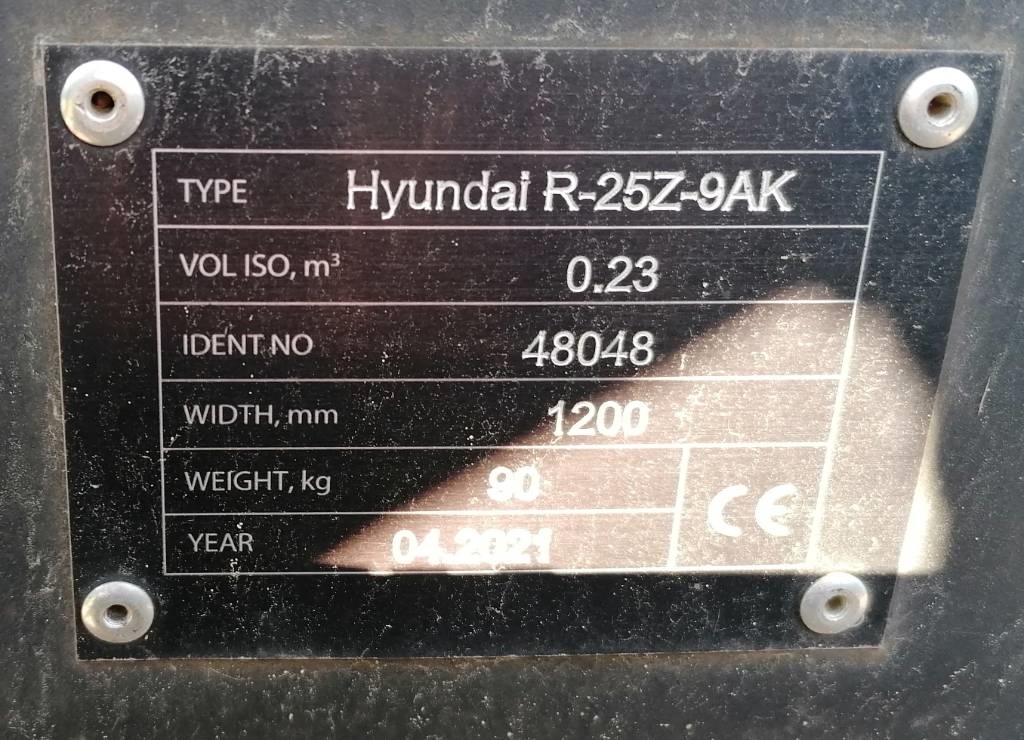 TYPE Hyundai R-25Z-9AK
VOL ISO, m³ 0.23
IDENT NO 48048
WIDTH, mm 1200
WEIGHT, kg 90
YEAR 04.2021
CE